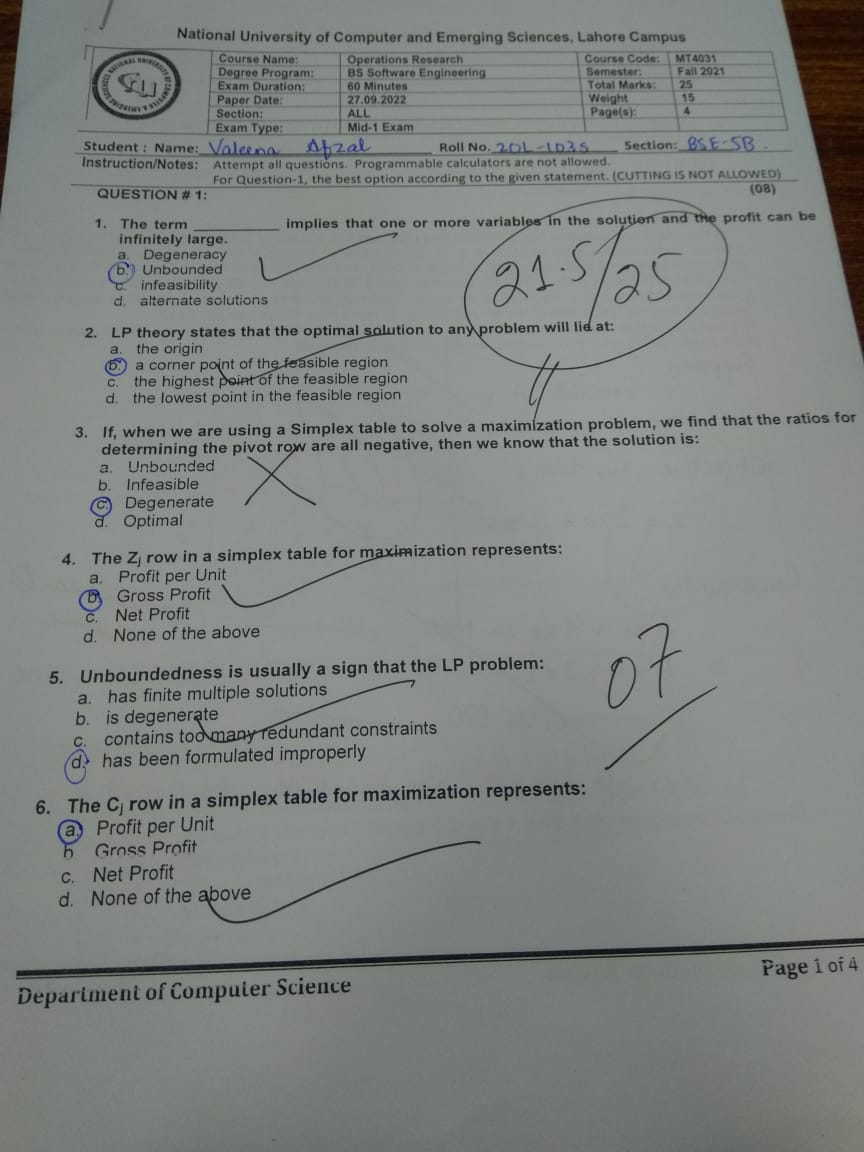 National University of Computer and Emerging Sciences, Lahore Campus
Course Name: Operations Research Course Code: MT4031
Degree Program: BS Software Engineering Semester: Fall 2021
Exam Duration: 60 Minutes Total Marks: 25
Paper Date: 27.09.2022 Weight 15
Section: ALL Page(s): 4
Exam Type: Mid-1 Exam
Student : Name: Valeena Afzal Roll No. 20L-1035 Section: BSE-5B.
Instruction/Notes: Attempt all questions. Programmable calculators are not allowed.
For Question-1, the best option according to the given statement. (CUTTING IS NOT ALLOWED)
QUESTION # 1: (08)
1. The term __________ implies that one or more variables in the solution and the profit can be
infinitely large.
a. Degeneracy
b. Unbounded
c. infeasibility
d. alternate solutions
21.5/25
2. LP theory states that the optimal solution to any problem will lie at:
a. the origin
b. a corner point of the feasible region
c. the highest point of the feasible region
d. the lowest point in the feasible region
3. If, when we are using a Simplex table to solve a maximization problem, we find that the ratios for
determining the pivot row are all negative, then we know that the solution is:
a. Unbounded
b. Infeasible
c. Degenerate
d. Optimal
4. The Zj row in a simplex table for maximization represents:
a. Profit per Unit
b. Gross Profit
c. Net Profit
d. None of the above
07
5. Unboundedness is usually a sign that the LP problem:
a. has finite multiple solutions
b. is degenerate
c. contains too many redundant constraints
d. has been formulated improperly
6. The Cj row in a simplex table for maximization represents:
a. Profit per Unit
b Gross Profit
c. Net Profit
d. None of the above
Department of Computer Science Page 1 of 4